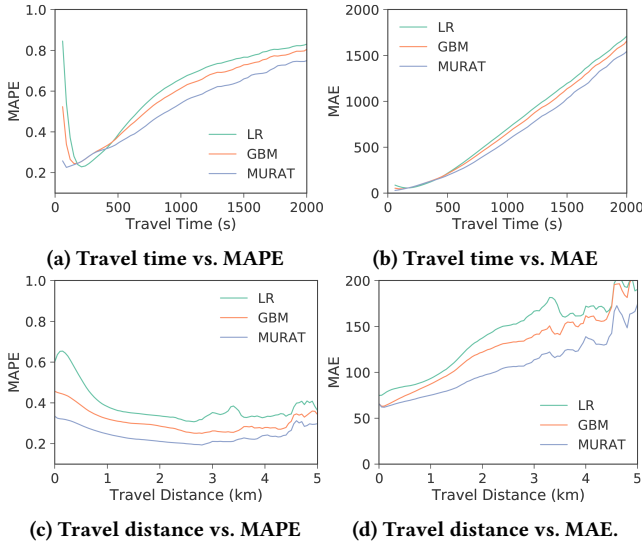 1.0
0.8
0.6
0.4
0.2
MAPE
LR
GBM
MURAT
0
500
1000
1500
2000
Travel Time (s)
(a) Travel time vs. MAPE
2000
1500
1000
500
0
MAE
LR
GBM
MURAT
0
500
1000
1500
2000
Travel Time (s)
(b) Travel time vs. MAE
1.0
0.8
0.6
0.4
0.2
MAPE
LR
GBM
MURAT
0
1
2
3
4
5
Travel Distance (km)
(c) Travel distance vs. MAPE
200
150
100
50
0
MAE
LR
GBM
MURAT
0
1
2
3
4
5
Travel Distance (km)
(d) Travel distance vs. MAE.